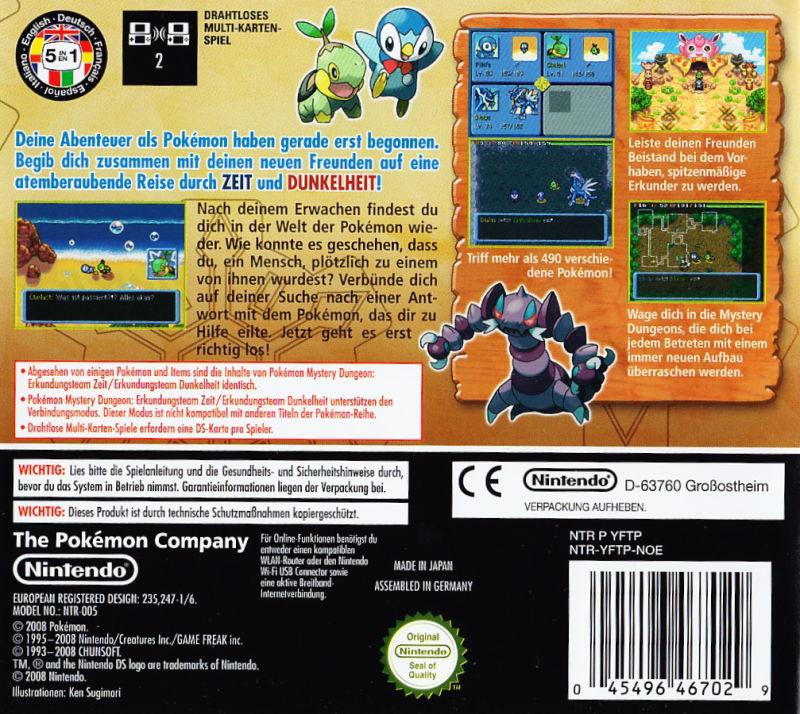 English · Deutsch · Français · Español · Italiano
5 IN EN 1
2
DRAHTLOSES
MULTI-KARTEN-
SPIEL
Deine Abenteuer als Pokémon haben gerade erst begonnen.
Begib dich zusammen mit deinen neuen Freunden auf eine
atemberaubende Reise durch ZEIT und DUNKELHEIT!
Nach deinem Erwachen findest du
dich in der Welt der Pokémon wie-
der. Wie konnte es geschehen, dass
du, ein Mensch, plötzlich zu einem
von ihnen wurdest? Verbünde dich
auf deiner Suche nach einer Ant-
wort mit dem Pokémon, das dir zu
Hilfe eilte. Jetzt geht es erst
richtig los!
Chelast: Was ist passiert?!? Alles okay?
Leiste deinen Freunden
Beistand bei dem Vor-
haben, spitzenmäßige
Erkunder zu werden.
Triff mehr als 490 verschie-
dene Pokémon!
Wage dich in die Mystery
Dungeons, die dich bei
jedem Betreten mit einem
immer neuen Aufbau
überraschen werden.
• Abgesehen von einigen Pokémon und Items sind die Inhalte von Pokémon Mystery Dungeon:
Erkundungsteam Zeit/Erkundungsteam Dunkelheit identisch.
• Pokémon Mystery Dungeon: Erkundungsteam Zeit/Erkundungsteam Dunkelheit unterstützen den
Verbindungsmodus. Dieser Modus ist nicht kompatibel mit anderen Titeln der Pokémon-Reihe.
• Drahtlose Multi-Karten-Spiele erfordern eine DS-Karte pro Spieler.
WICHTIG: Lies bitte die Spielanleitung und die Gesundheits- und Sicherheitshinweise durch,
bevor du das System in Betrieb nimmst. Garantieinformationen liegen der Verpackung bei.
WICHTIG: Dieses Produkt ist durch technische Schutzmaßnahmen kopiergeschützt.
CE Nintendo® D-63760 Großostheim
VERPACKUNG AUFHEBEN.
The Pokémon Company
Nintendo®
EUROPEAN REGISTERED DESIGN: 235,247-1/6.
MODEL NO.: NTR-005
© 2008 Pokémon.
© 1995–2008 Nintendo/Creatures Inc./GAME FREAK inc.
© 1993–2008 CHUNSOFT.
TM, ® and the Nintendo DS logo are trademarks of Nintendo.
© 2008 Nintendo.
Illustrationen: Ken Sugimori
Für Online-Funktionen benötigst du
entweder einen kompatiblen
WLAN-Router oder den Nintendo
Wi-Fi USB Connector sowie
eine aktive Breitband-
Internetverbindung.
MADE IN JAPAN
ASSEMBLED IN GERMANY
Original
Nintendo®
Seal of
Quality
TM
NTR P YFTP
NTR-YFTP-NOE
0 45496 46702 9